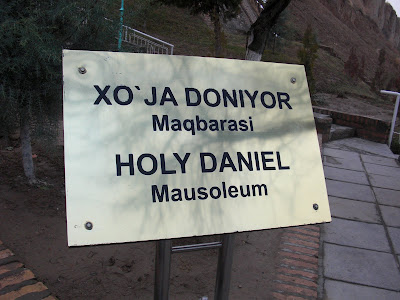 XO`JA DONIYOR
Maqbarasi
HOLY DANIEL
Mausoleum